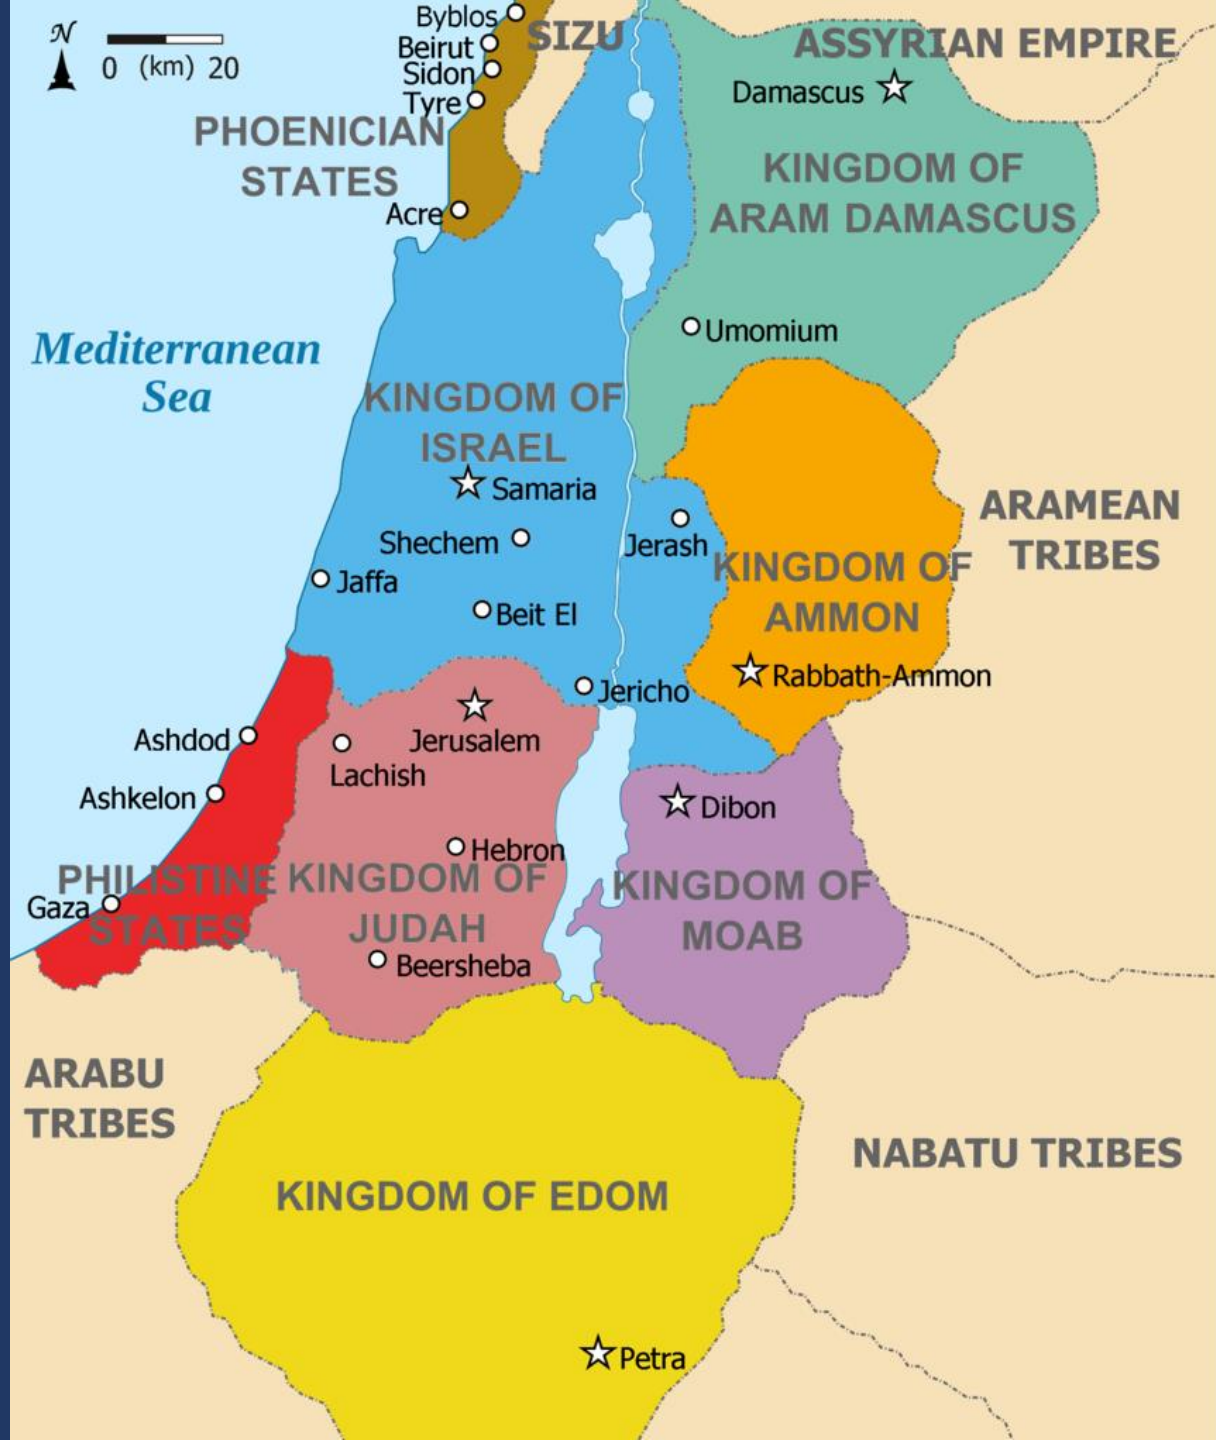 N
0 (km) 20
Byblos
SIZU
Beirut
ASSYRIAN EMPIRE
Sidon
Damascus
Tyre
PHOENICIAN
STATES
KINGDOM OF
ARAM DAMASCUS
Acre
Umomium
Mediterranean
Sea
KINGDOM OF
ISRAEL
Samaria
ARAMEAN
TRIBES
Shechem
Jerash
KINGDOM OF
AMMON
Jaffa
Beit El
Rabbath-Ammon
Jericho
Ashdod
Jerusalem
Lachish
Ashkelon
Dibon
Hebron
PHILISTINE
STATES
KINGDOM OF
JUDAH
KINGDOM OF
MOAB
Gaza
Beersheba
ARABU
TRIBES
NABATU TRIBES
KINGDOM OF EDOM
Petra